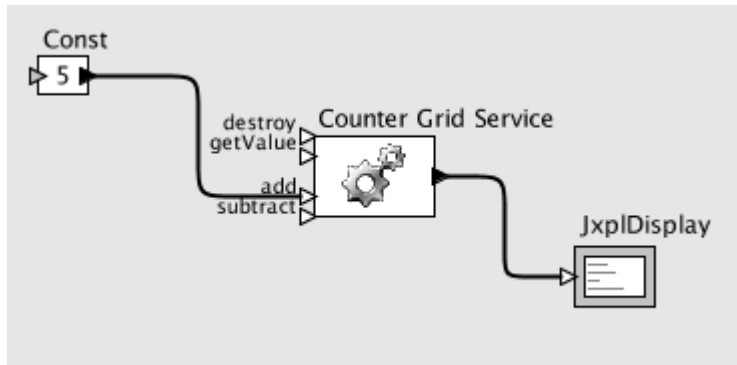 Const
5
destroy
getValue
add
subtract
Counter Grid Service
JxplDisplay